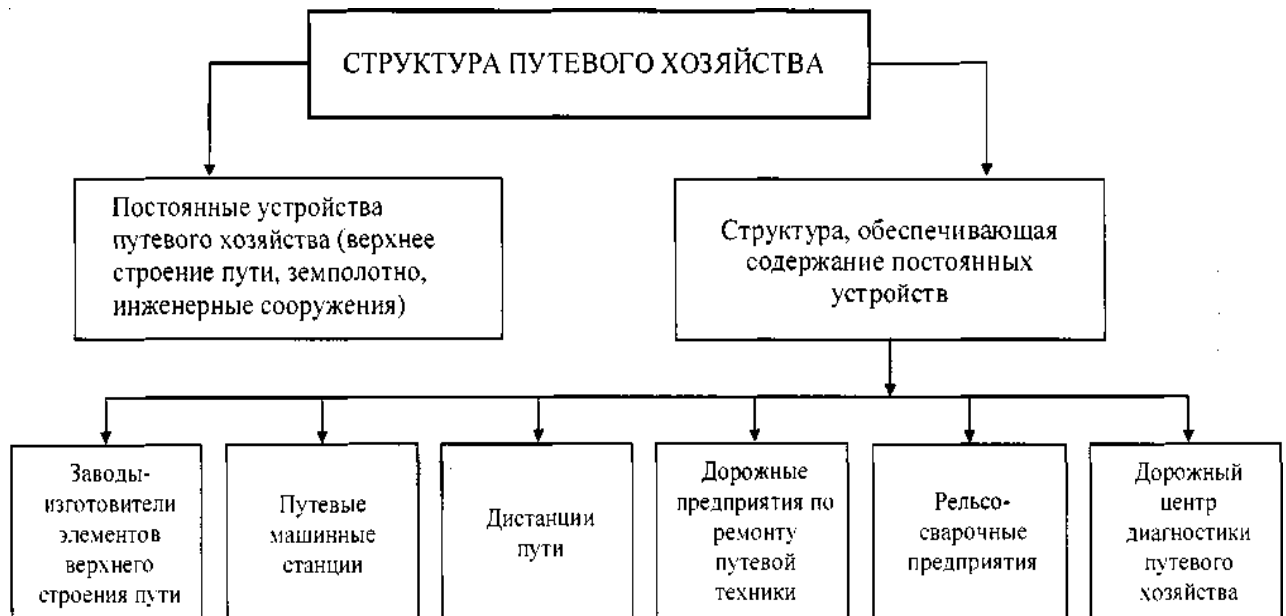 СТРУКТУРА ПУТЕВОГО ХОЗЯЙСТВА
Постоянные устройства
путевого хозяйства (верхнее
строение пути, земполотно,
инженерные сооружения)
Структура, обеспечивающая
содержание постоянных
устройств
Заводы-
изготовители
элементов
верхнего
строения пути
Путевые
машинные
станции
Дистанции
пути
Дорожные
предприятия по
ремонту
путевой
техники
Рельсо-
сварочные
предприятия
Дорожный
центр
диагностики
путевого
хозяйства